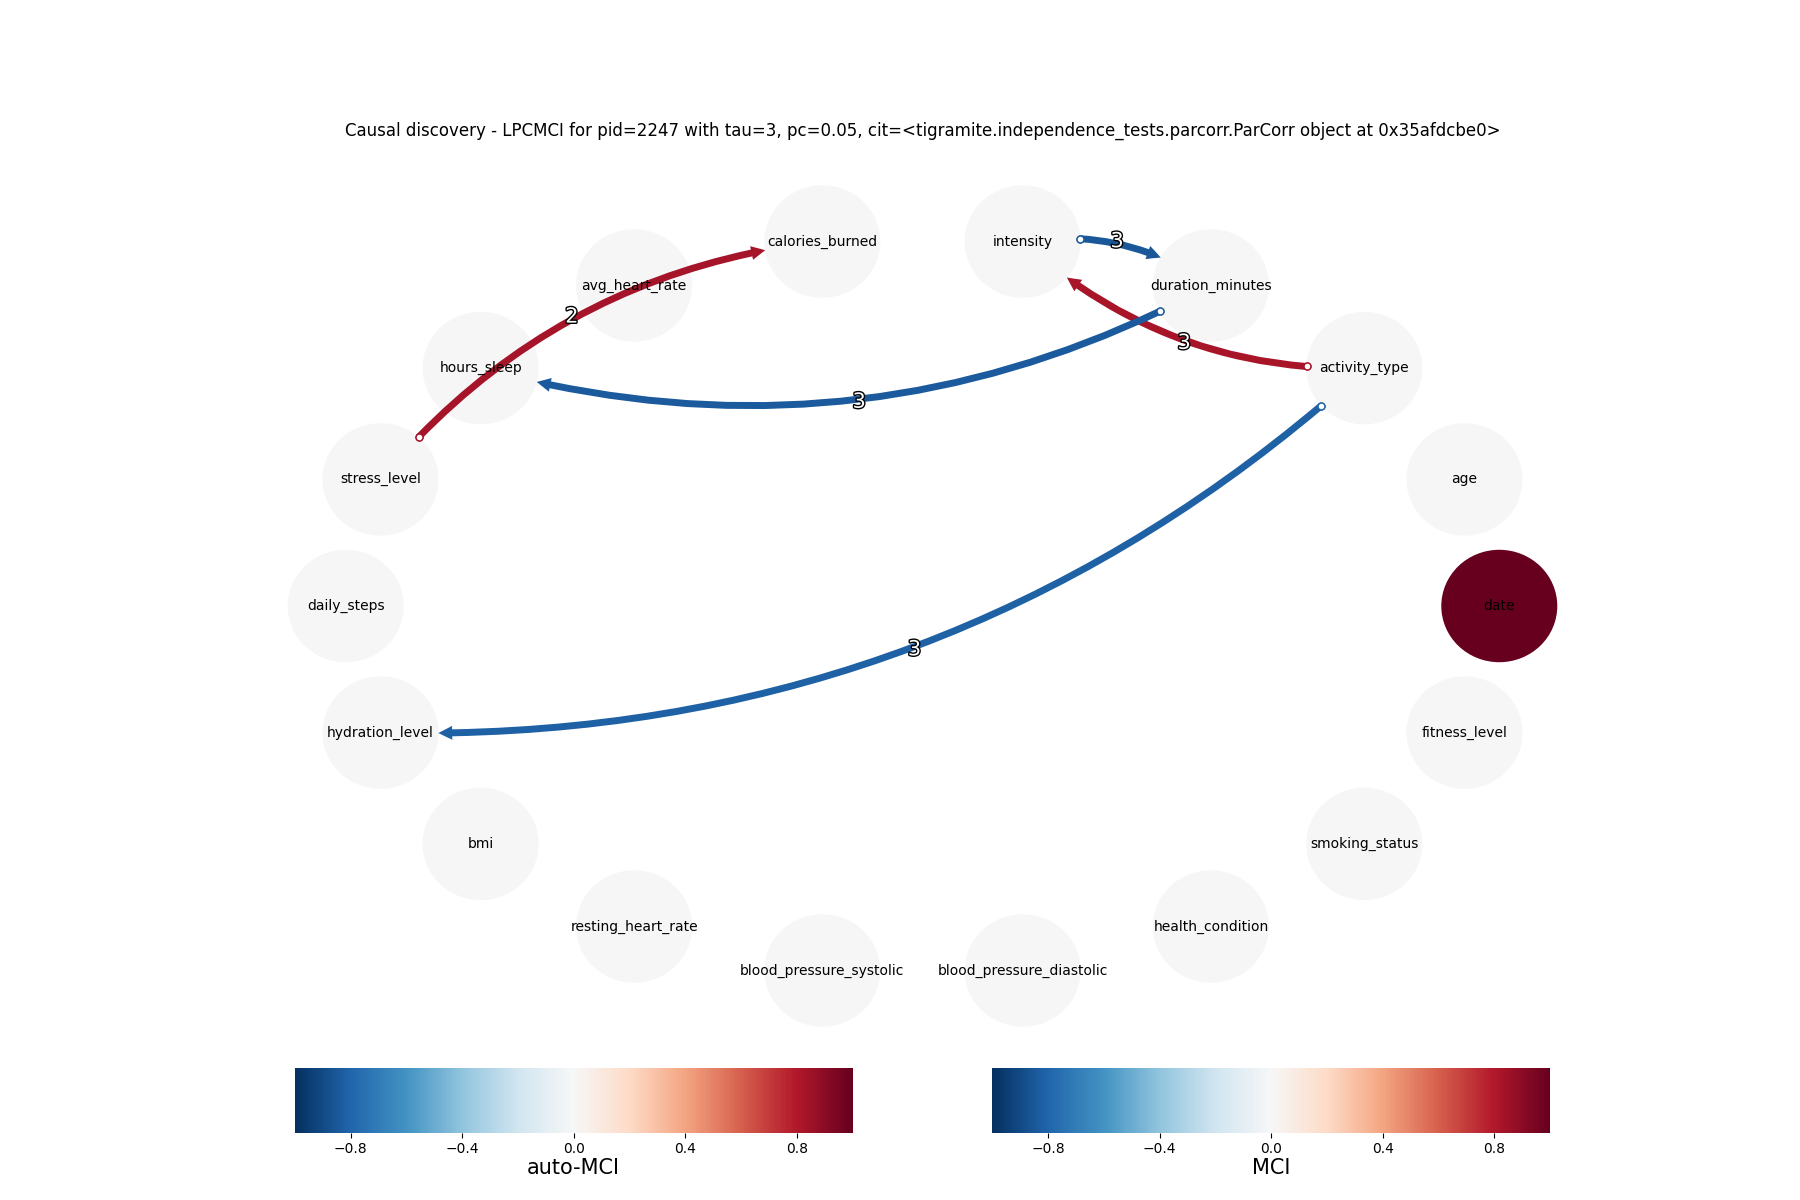 Causal discovery - LPCMCI for pid=2247 with tau=3, pc=0.05, cit=<tigramite.independence_tests.parcorr.ParCorr object at 0x35afdcbe0>
calories_burned
intensity
3
avg_heart_rate
duration_minutes
2
3
hours_sleep
activity_type
3
stress_level
age
daily_steps
date
3
hydration_level
fitness_level
bmi
smoking_status
resting_heart_rate
health_condition
blood_pressure_systolic
blood_pressure_diastolic
−0.8 −0.4 0.0 0.4 0.8
auto-MCI
−0.8 −0.4 0.0 0.4 0.8
MCI